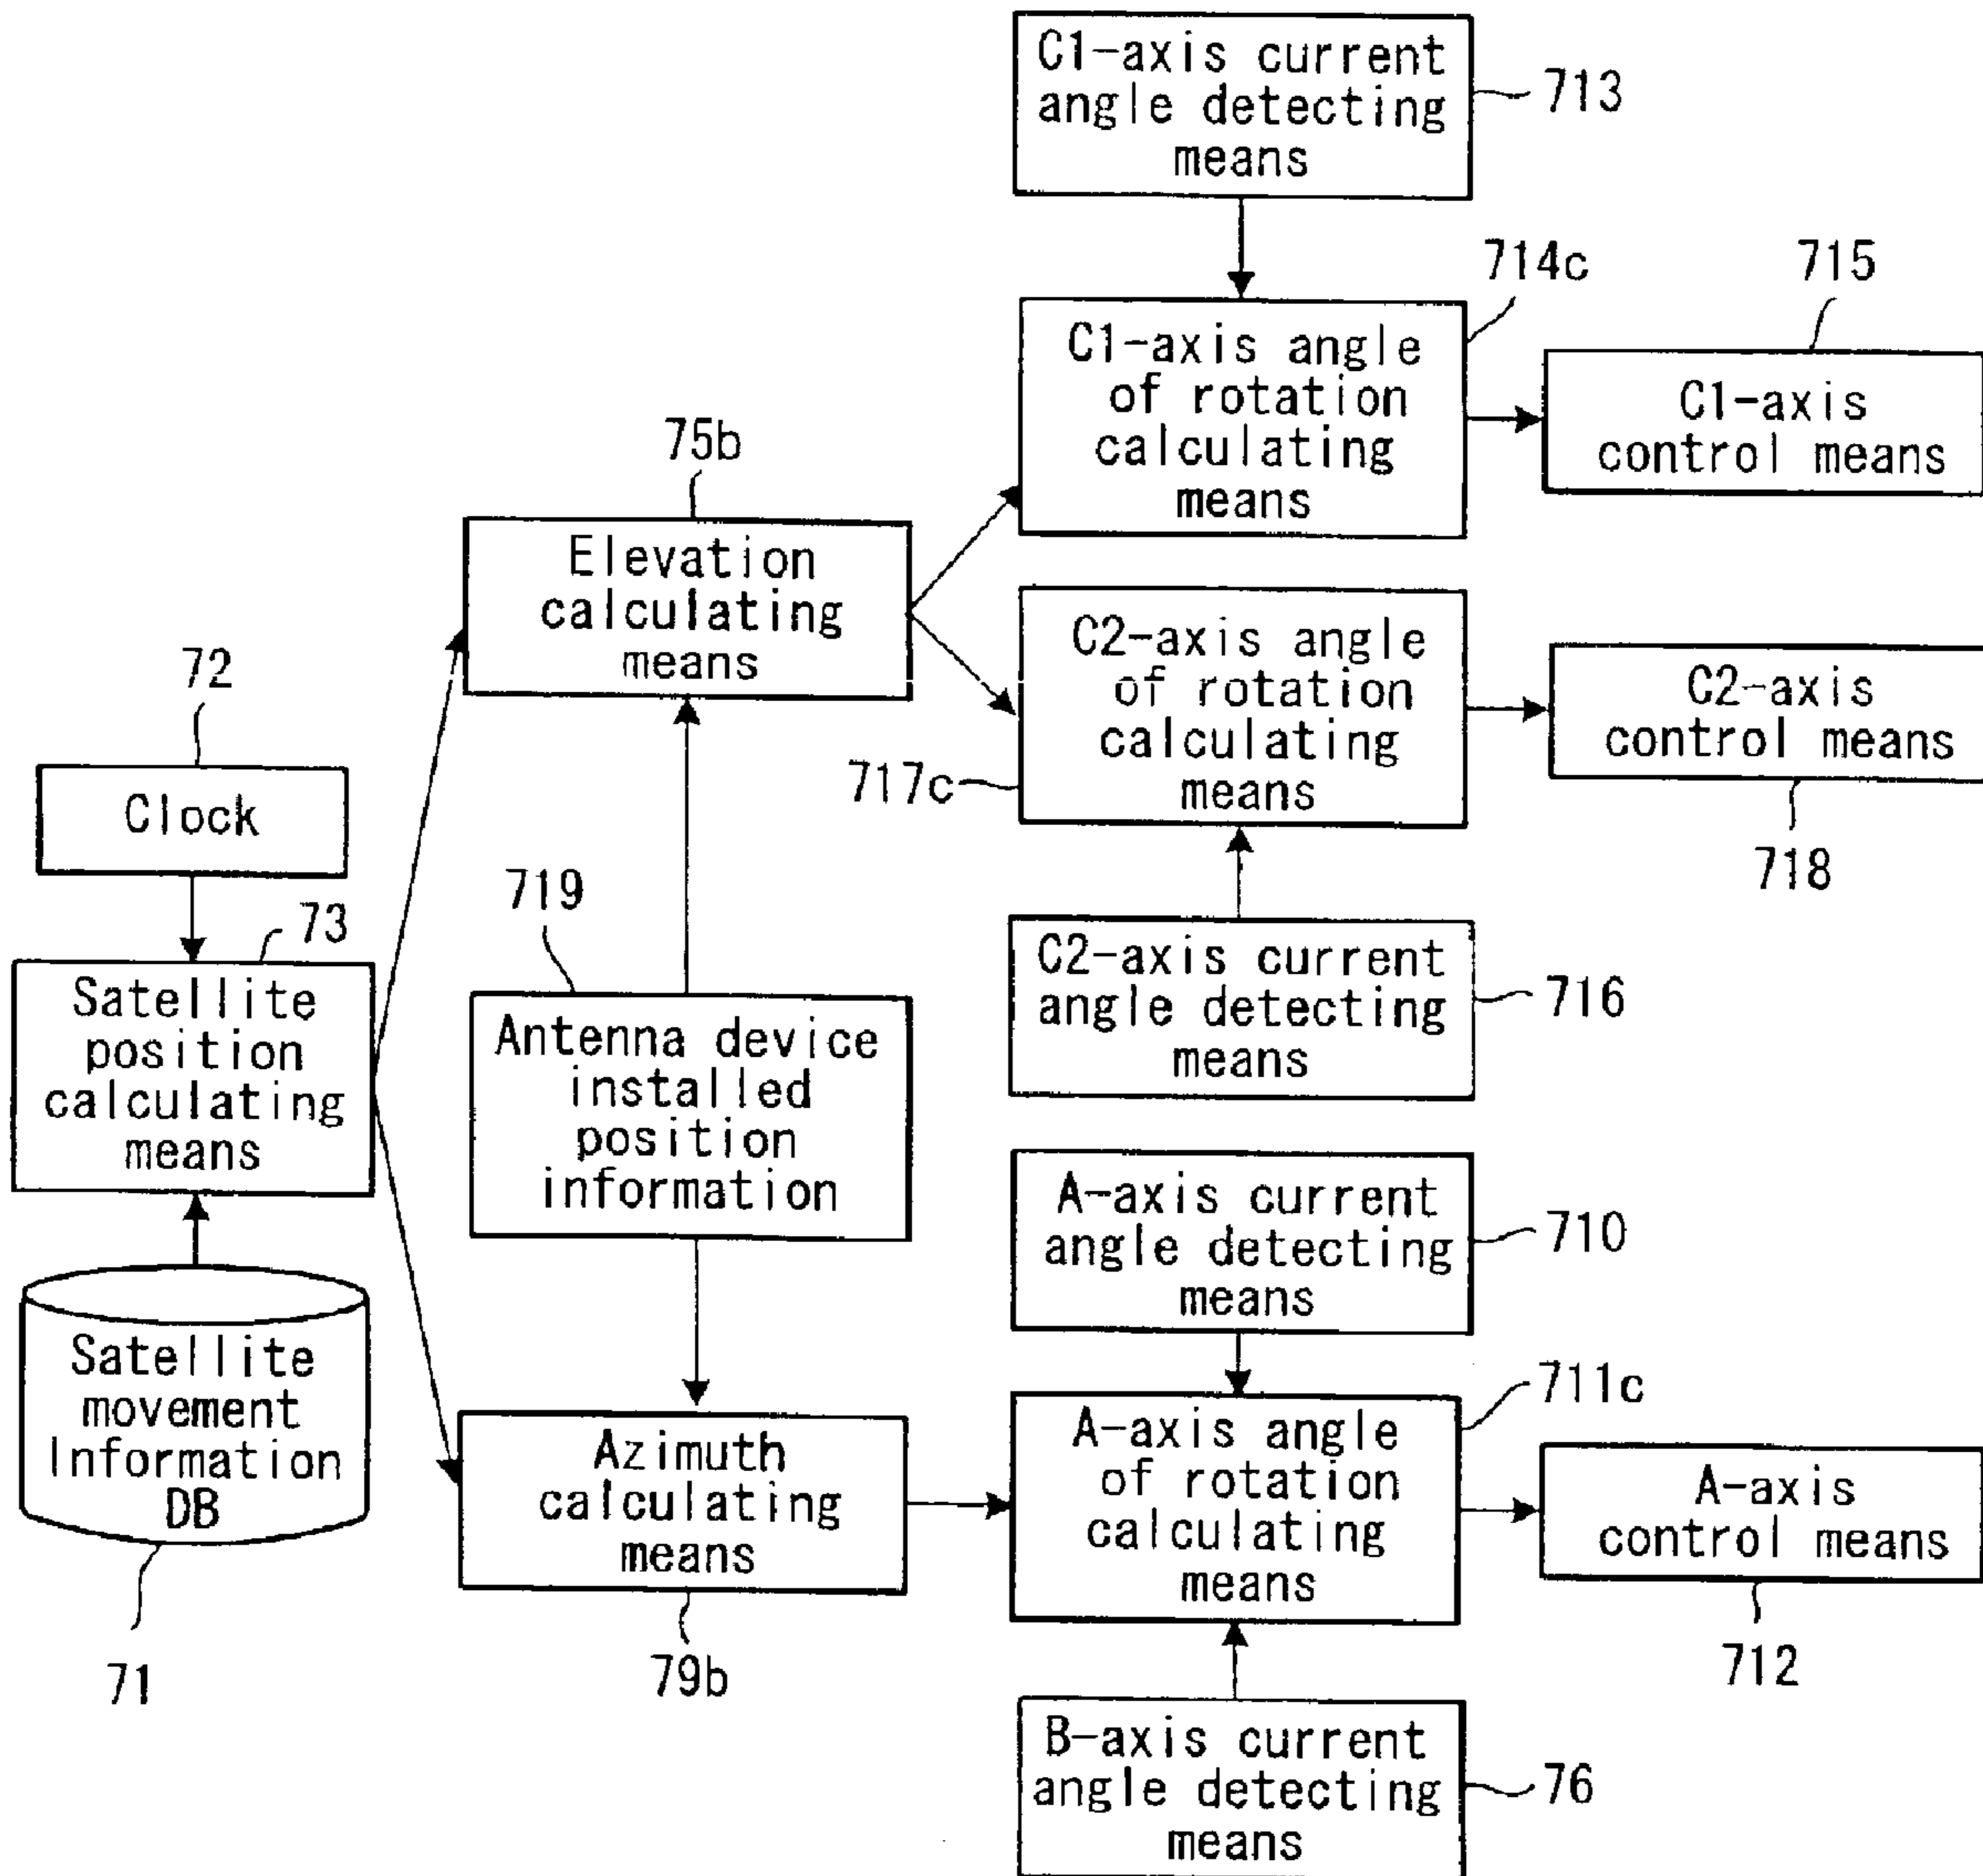 C1-axis current
angle detecting
means
713
714c
715
C1-axis angle
of rotation
calculating
means
C1-axis
control means
75b
Elevation
calculating
means
C2-axis angle
of rotation
calculating
means
717c
C2-axis
control means
718
72
Clock
73
719
Satellite
position
calculating
means
Antenna device
installed
position
information
C2-axis current
angle detecting
means
716
A-axis current
angle detecting
means
710
Satellite
movement
Information
DB
71
Azimuth
calculating
means
79b
711c
A-axis angle
of rotation
calculating
means
A-axis
control means
712
B-axis current
angle detecting
means
76